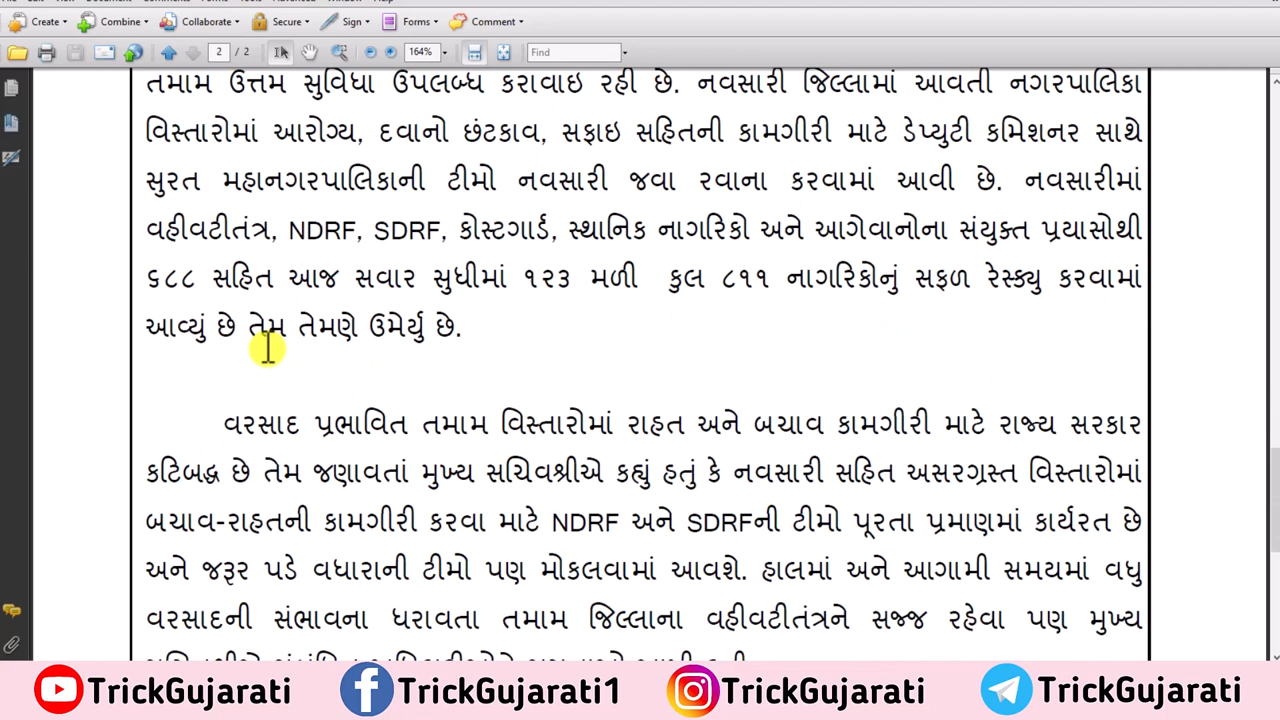 Create Combine Collaborate Secure Sign Forms Comment
2 / 2 164% Find
તમામ ઉત્તમ સુવિધા ઉપલબ્ધ કરાવાઇ રહી છે. નવસારી જિલ્લામાં આવતી નગરપાલિકા
વિસ્તારોમાં આરોગ્ય, દવાનો છંટકાવ, સફાઇ સહિતની કામગીરી માટે ડેપ્યુટી કમિશનર સાથે
સુરત મહાનગરપાલિકાની ટીમો નવસારી જવા રવાના કરવામાં આવી છે. નવસારીમાં
વહીવટીતંત્ર, NDRF, SDRF, કોસ્ટગાર્ડ, સ્થાનિક નાગરિકો અને આગેવાનોના સંયુક્ત પ્રયાસોથી
૬૮૮ સહિત આજ સવાર સુધીમાં ૧૨૩ મળી કુલ ૮૧૧ નાગરિકોનું સફળ રેસ્ક્યુ કરવામાં
આવ્યું છે તેમ તેમણે ઉમેર્યું છે.
વરસાદ પ્રભાવિત તમામ વિસ્તારોમાં રાહત અને બચાવ કામગીરી માટે રાજ્ય સરકાર
કટિબદ્ધ છે તેમ જણાવતાં મુખ્ય સચિવશ્રીએ કહ્યું હતું કે નવસારી સહિત અસરગ્રસ્ત વિસ્તારોમાં
બચાવ-રાહતની કામગીરી કરવા માટે NDRF અને SDRFની ટીમો પૂરતા પ્રમાણમાં કાર્યરત છે
અને જરૂર પડે વધારાની ટીમો પણ મોકલવામાં આવશે. હાલમાં અને આગામી સમયમાં વધુ
વરસાદની સંભાવના ધરાવતા તમામ જિલ્લાના વહીવટીતંત્રને સજ્જ રહેવા પણ મુખ્ય
TrickGujarati TrickGujarati1 TrickGujarati TrickGujarati